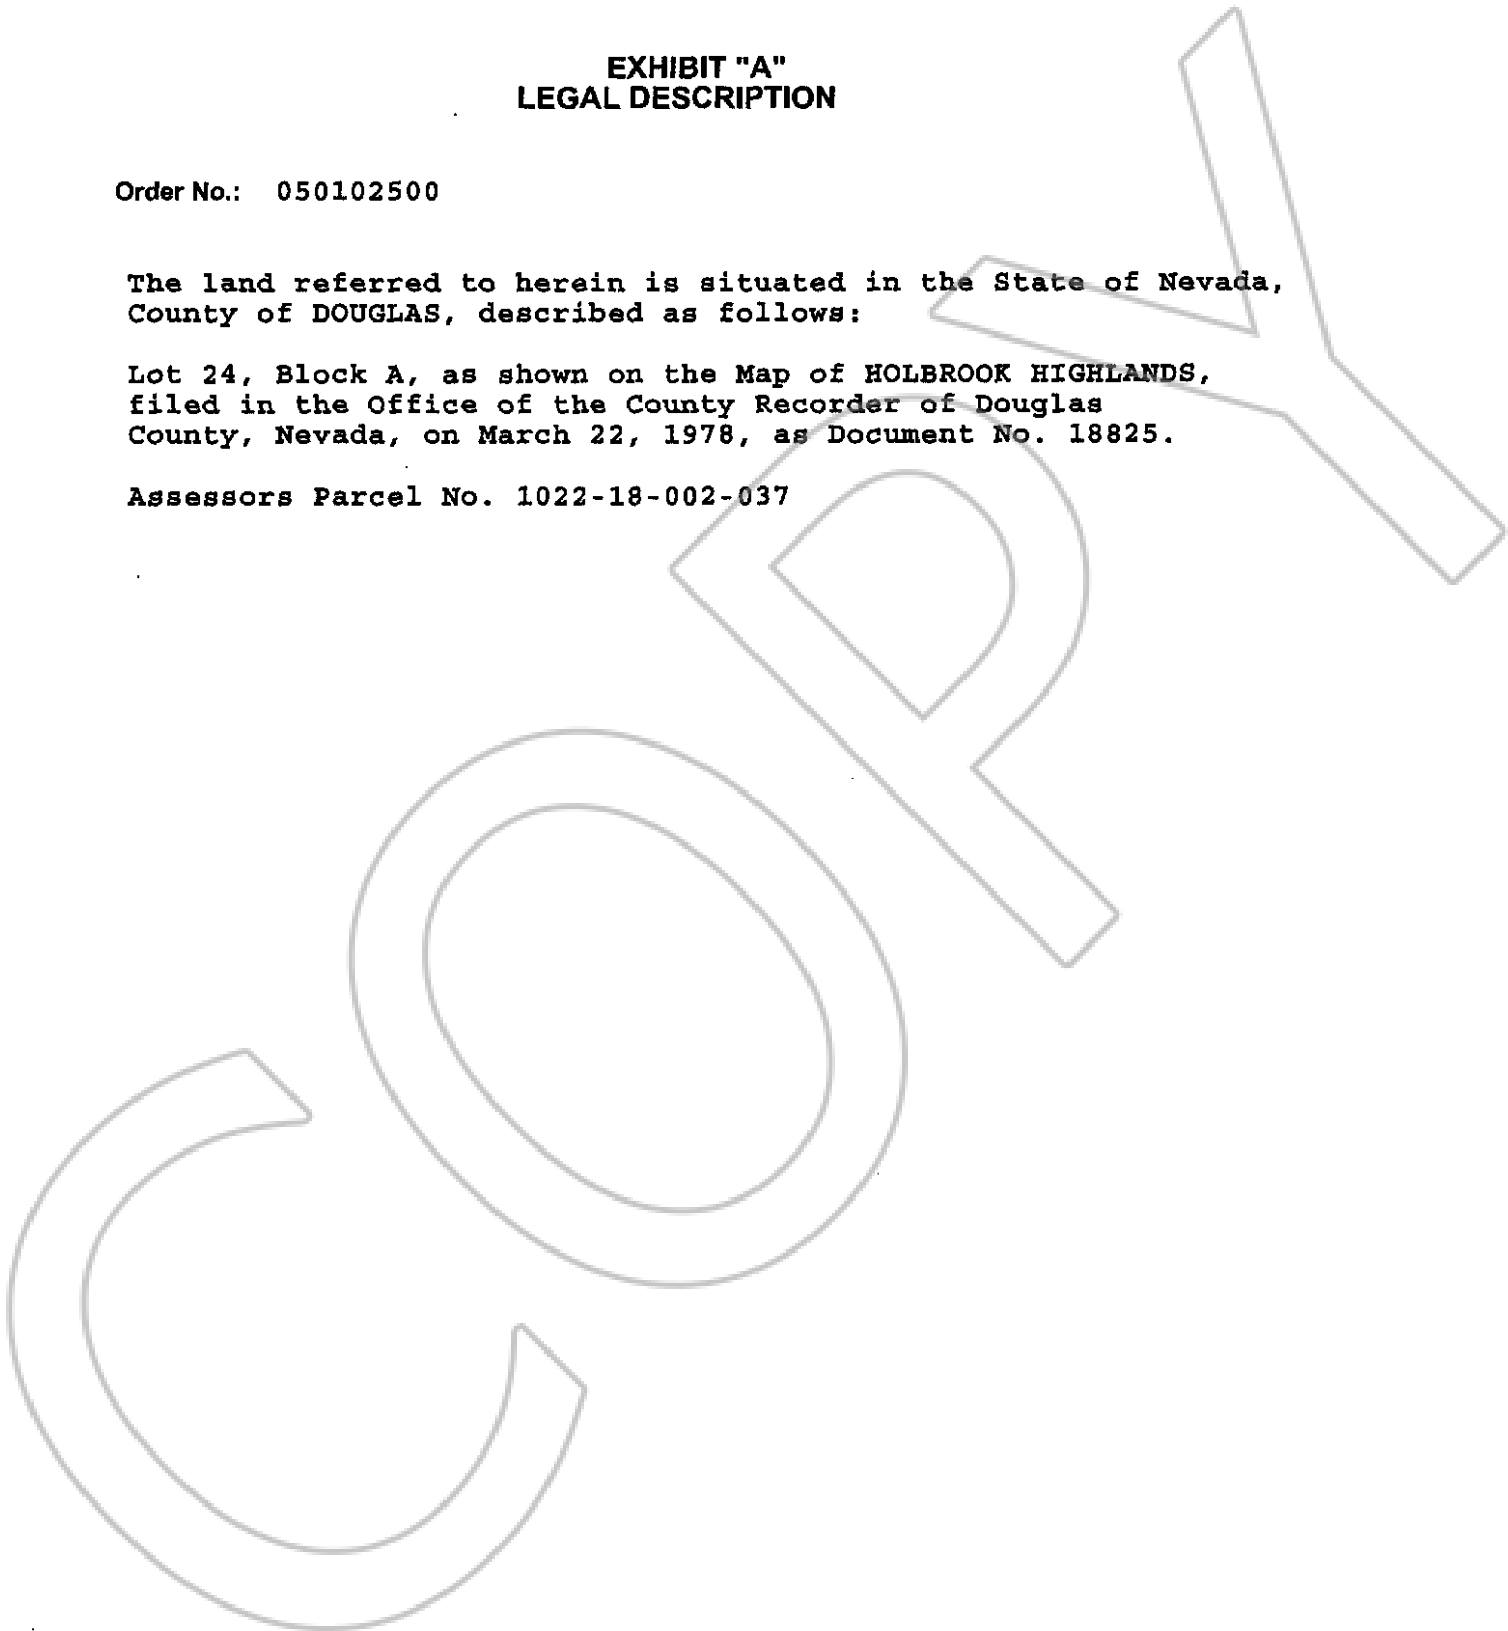 EXHIBIT "A"
LEGAL DESCRIPTION
Order No.: 050102500
The land referred to herein is situated in the State of Nevada,
County of DOUGLAS, described as follows:
Lot 24, Block A, as shown on the Map of HOLBROOK HIGHLANDS,
filed in the Office of the County Recorder of Douglas
County, Nevada, on March 22, 1978, as Document No. 18825.
Assessors Parcel No. 1022-18-002-037
COPY